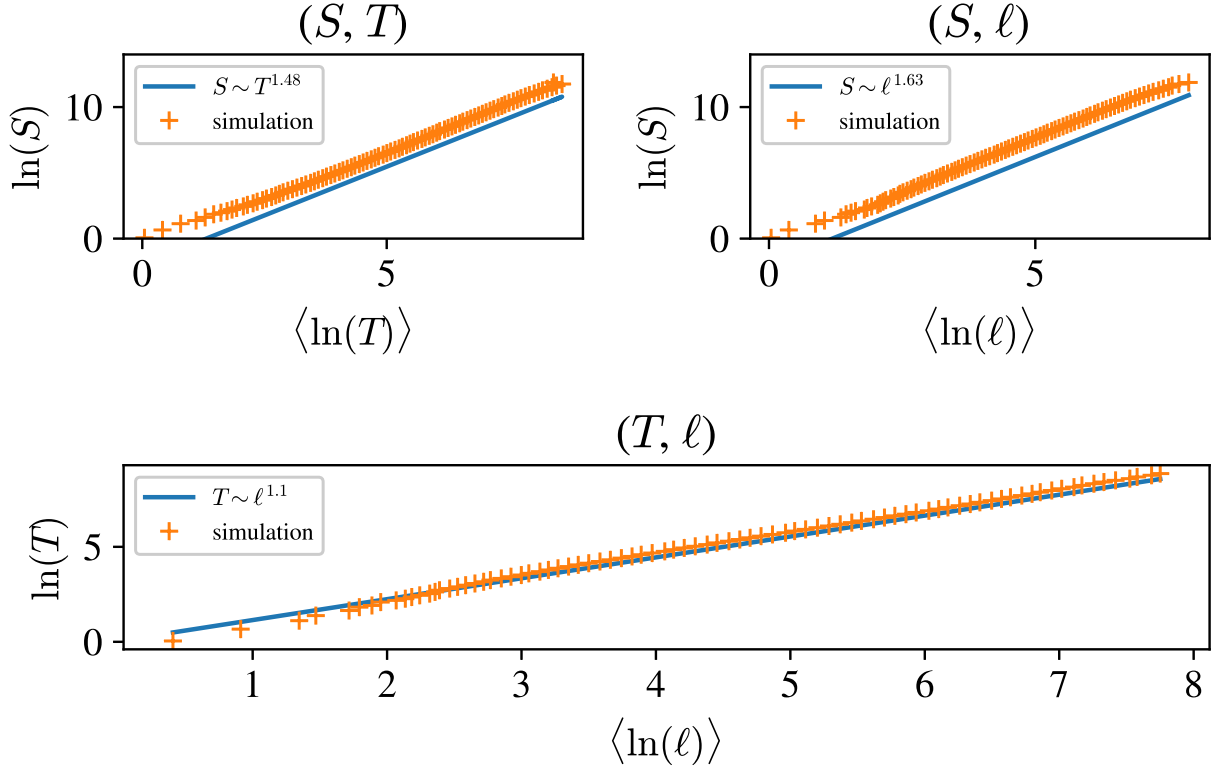 (S, T)
S ∼ T^1.48
simulation
ln(S)
10
0
0 5
⟨ln(T)⟩
(S, ℓ)
S ∼ ℓ^1.63
simulation
ln(S)
10
0
0 5
⟨ln(ℓ)⟩
(T, ℓ)
T ∼ ℓ^1.1
simulation
ln(T)
5
0
1 2 3 4 5 6 7 8
⟨ln(ℓ)⟩